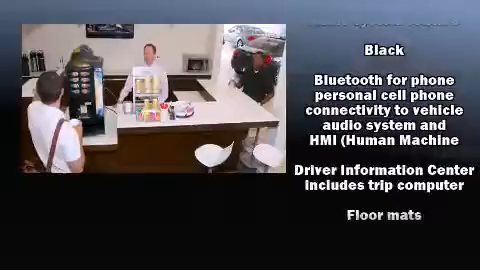 Black
Bluetooth for phone
personal cell phone
connectivity to vehicle
audio system and
HMI (Human Machine
Driver Information Center
includes trip computer
Floor mats